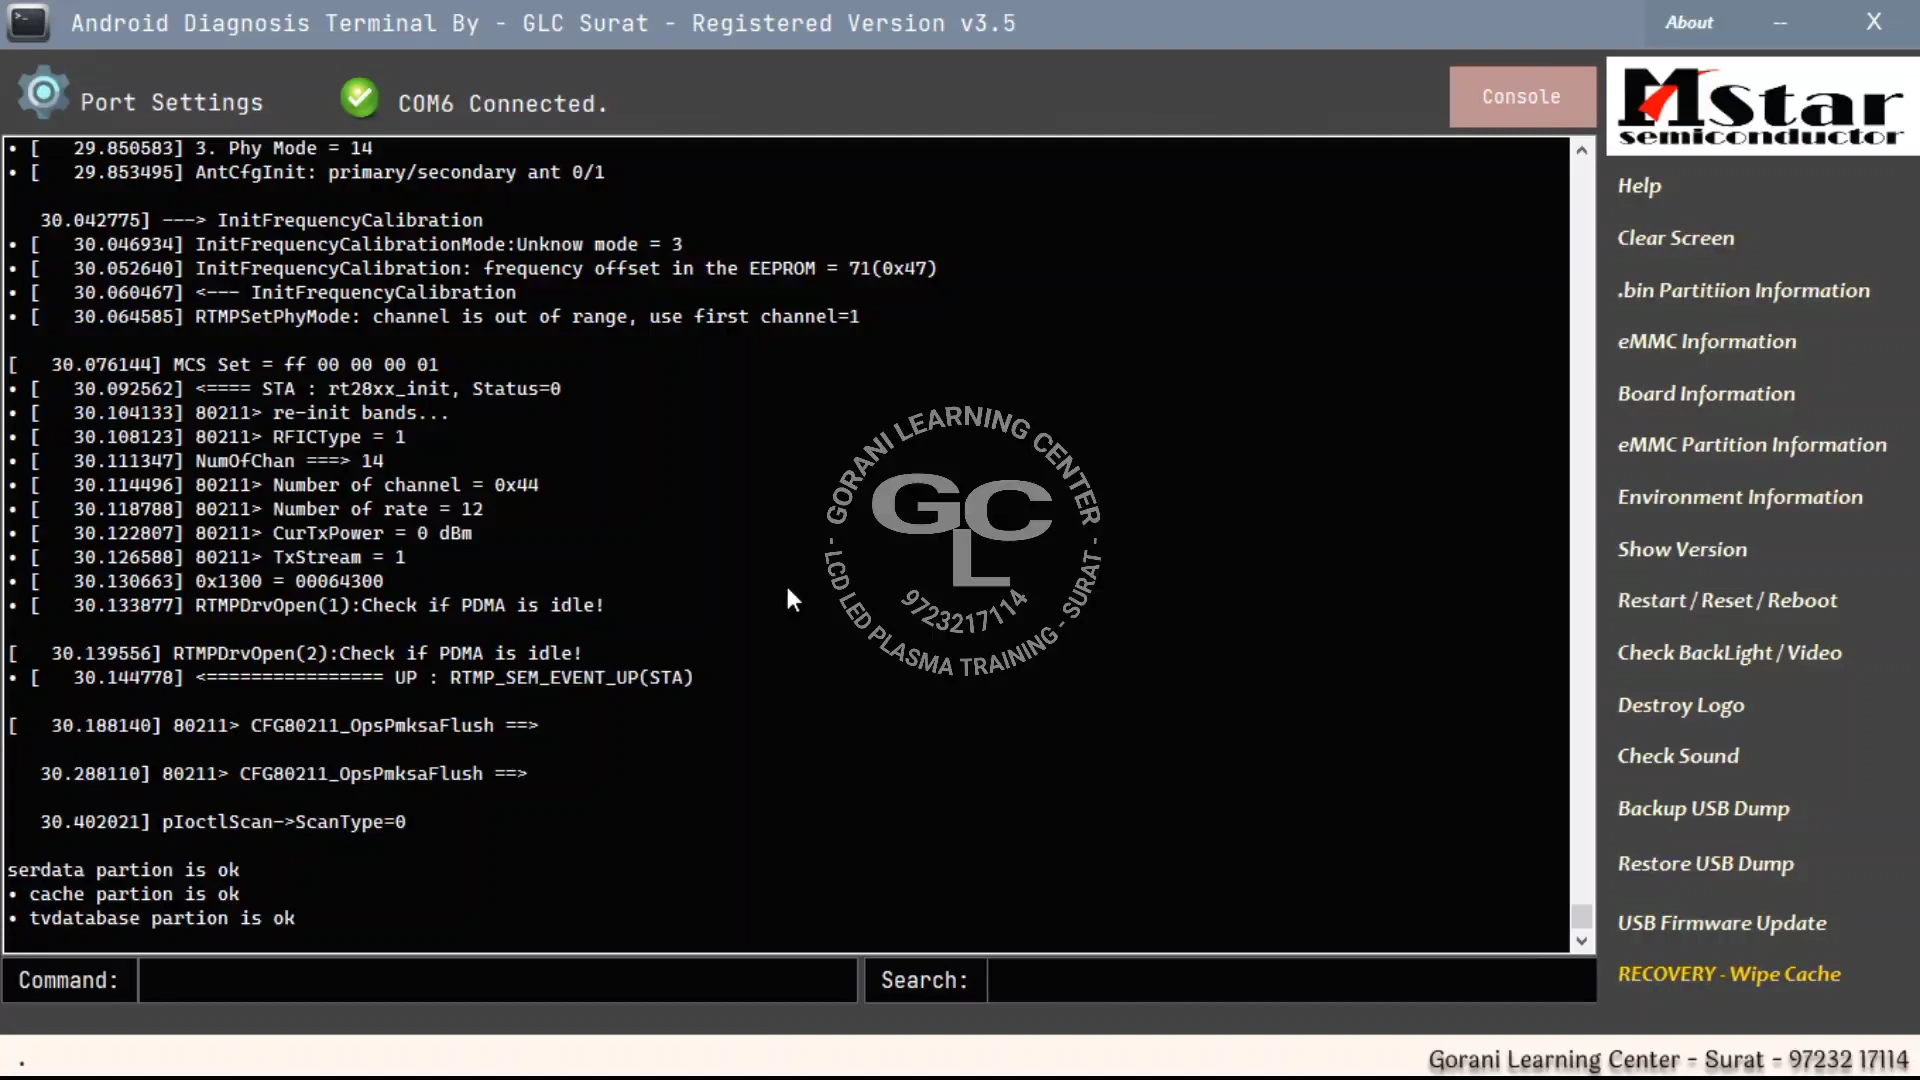 Android Diagnosis Terminal By - GLC Surat - Registered Version v3.5
About -- X
Port Settings
COM6 Connected.
Console
MStar
semiconductor
• [   29.850583] 3. Phy Mode = 14
• [   29.853495] AntCfgInit: primary/secondary ant 0/1
30.042775] ---> InitFrequencyCalibration
• [   30.046934] InitFrequencyCalibrationMode:Unknow mode = 3
• [   30.052640] InitFrequencyCalibration: frequency offset in the EEPROM = 71(0x47)
• [   30.060467] <--- InitFrequencyCalibration
• [   30.064585] RTMPSetPhyMode: channel is out of range, use first channel=1
[   30.076144] MCS Set = ff 00 00 00 01
• [   30.092562] <==== STA : rt28xx_init, Status=0
• [   30.104133] 80211> re-init bands...
• [   30.108123] 80211> RFICType = 1
• [   30.111347] NumOfChan ===> 14
• [   30.114496] 80211> Number of channel = 0x44
• [   30.118788] 80211> Number of rate = 12
• [   30.122807] 80211> CurTxPower = 0 dBm
• [   30.126588] 80211> TxStream = 1
• [   30.130663] 0x1300 = 00064300
• [   30.133877] RTMPDrvOpen(1):Check if PDMA is idle!
[   30.139556] RTMPDrvOpen(2):Check if PDMA is idle!
• [   30.144778] <================ UP : RTMP_SEM_EVENT_UP(STA)
[   30.188140] 80211> CFG80211_OpsPmksaFlush ==>
30.288110] 80211> CFG80211_OpsPmksaFlush ==>
30.402021] pIoctlScan->ScanType=0
serdata partion is ok
• cache partion is ok
• tvdatabase partion is ok
- GORANI LEARNING CENTER -
GLC
9723217114
LCD LED PLASMA TRAINING - SURAT
Help
Clear Screen
.bin Partitiion Information
eMMC Information
Board Information
eMMC Partition Information
Environment Information
Show Version
Restart / Reset / Reboot
Check BackLight / Video
Destroy Logo
Check Sound
Backup USB Dump
Restore USB Dump
USB Firmware Update
RECOVERY - Wipe Cache
Command:
Search:
.
Gorani Learning Center - Surat - 97232 17114